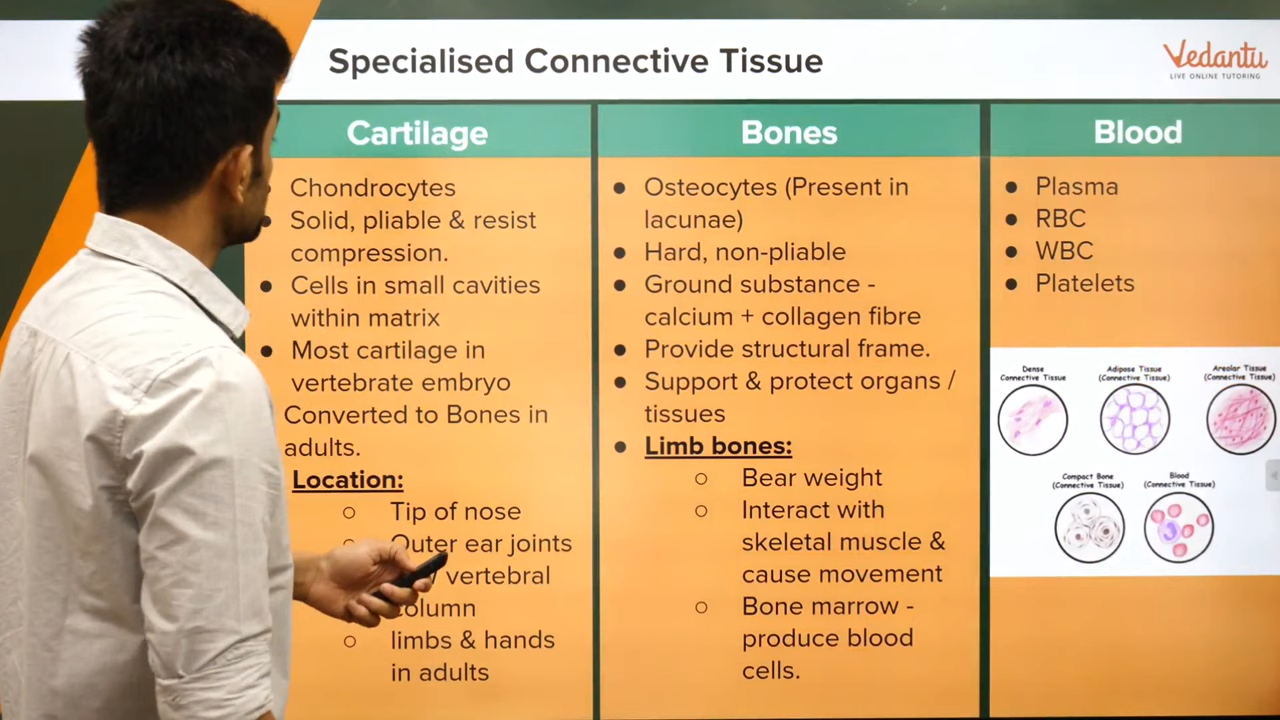 Specialised Connective Tissue
Vedantu
LIVE ONLINE TUTORING
Cartilage
Chondrocytes
● Solid, pliable & resist
compression.
● Cells in small cavities
within matrix
● Most cartilage in
vertebrate embryo
Converted to Bones in
adults.
Location:
○ Tip of nose
○ Outer ear joints
vertebral
column
○ limbs & hands
in adults
Bones
● Osteocytes (Present in
lacunae)
● Hard, non-pliable
● Ground substance -
calcium + collagen fibre
● Provide structural frame.
● Support & protect organs /
tissues
● Limb bones:
○ Bear weight
○ Interact with
skeletal muscle &
cause movement
○ Bone marrow -
produce blood
cells.
Blood
● Plasma
● RBC
● WBC
● Platelets
Dense
Connective Tissue
Adipose Tissue
(Connective Tissue)
Areolar Tissue
(Connective Tissue)
Compact Bone
(Connective Tissue)
Blood
(Connective Tissue)